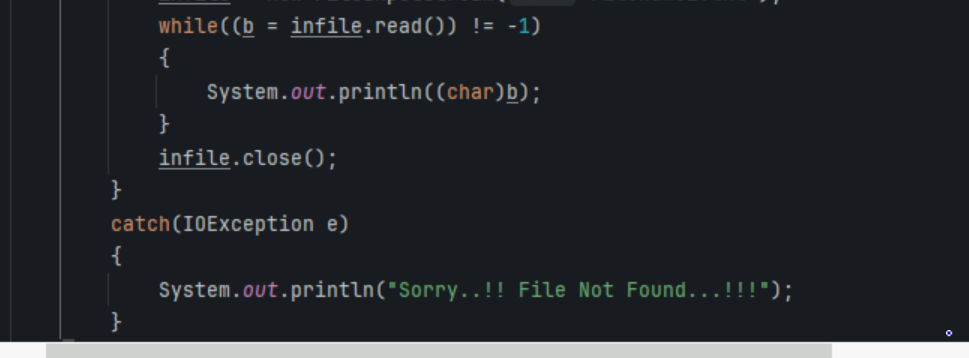 while((b = infile.read()) != -1)
{
System.out.println((char)b);
}
infile.close();
}
catch(IOException e)
{
System.out.println("Sorry..!! File Not Found...!!!");
}